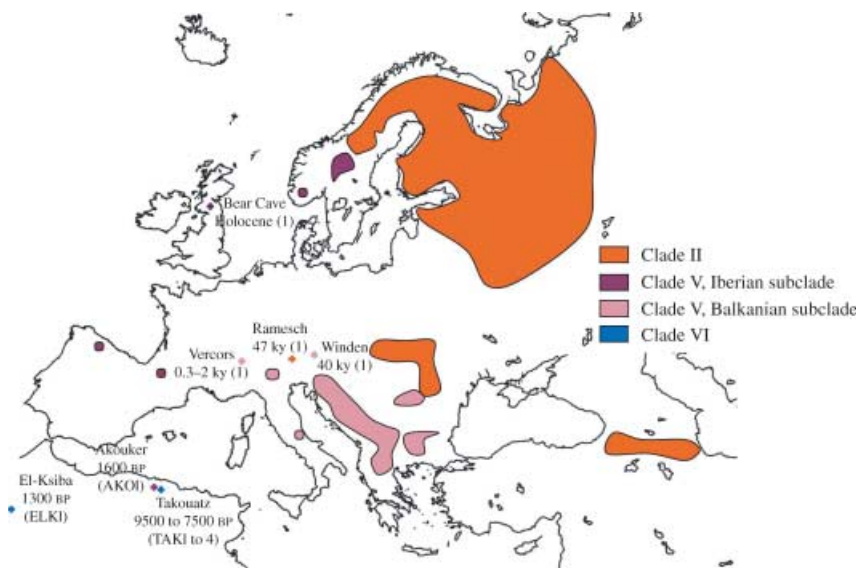 Bear Cave
Holocene (1)
Clade II
Clade V, Iberian subclade
Clade V, Balkanian subclade
Clade VI
Ramesch
47 ky (1)
Vercors
0.3–2 ky (1)
Winden
40 ky (1)
Akouker
1600 BP
(AKOI)
El-Ksiba
1300 BP
(ELKI)
Takouatz
9500 to 7500 BP
(TAKI to 4)